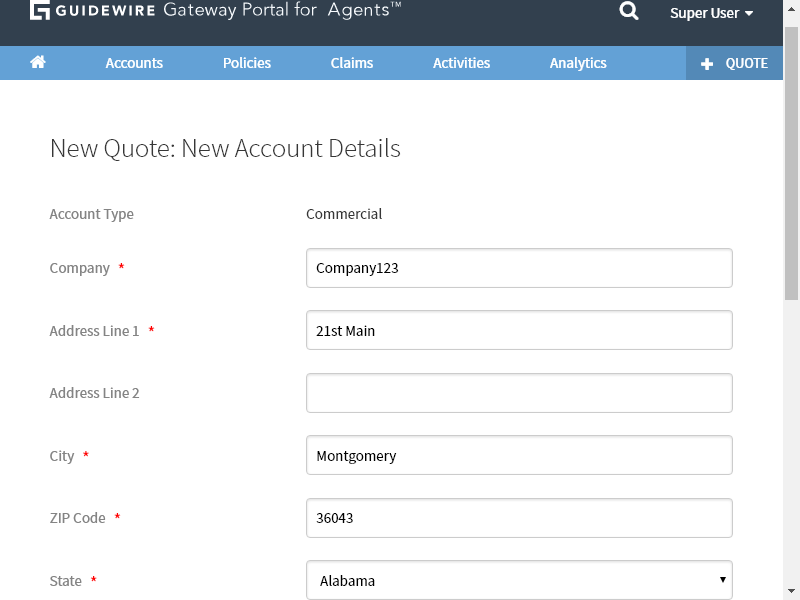 GUIDEWIRE Gateway Portal for Agents™
Super User
Accounts Policies Claims Activities Analytics + QUOTE
New Quote: New Account Details
Account Type Commercial
Company * Company123
Address Line 1 * 21st Main
Address Line 2
City * Montgomery
ZIP Code * 36043
State * Alabama